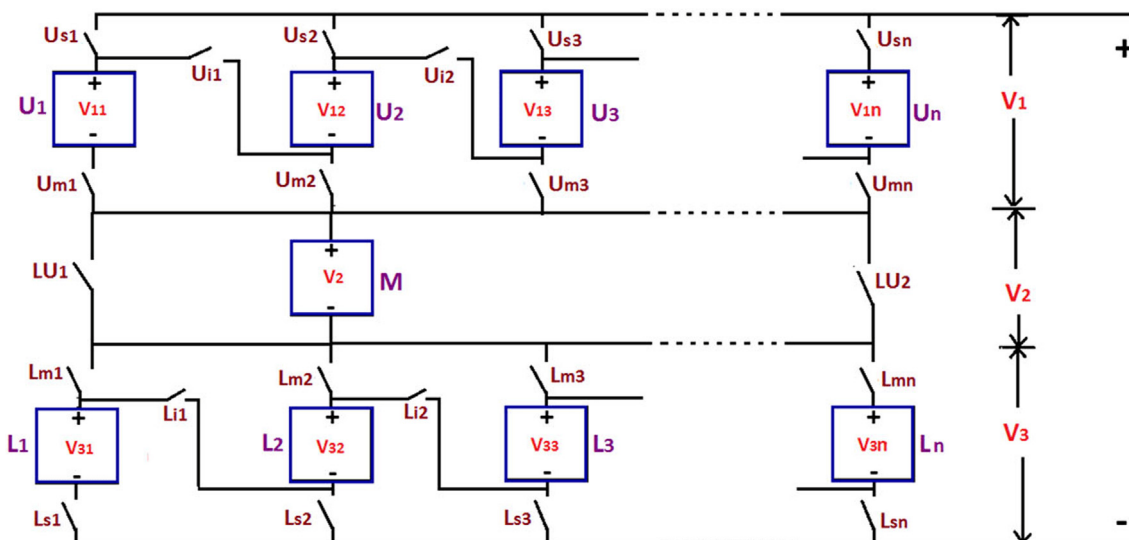 Us1 Us2 Us3 Usn
+
Ui1 Ui2
+ + + +
U1 V11 V12 U2 V13 U3 V1n Un V1
- - - -
Um1 Um2 Um3 Umn
+
LU1 V2 M LU2 V2
-
Lm1 Lm2 Lm3 Lmn
Li1 Li2
+ + + +
L1 V31 L2 V32 V33 L3 V3n Ln V3
- - - -
Ls1 Ls2 Ls3 Lsn
-